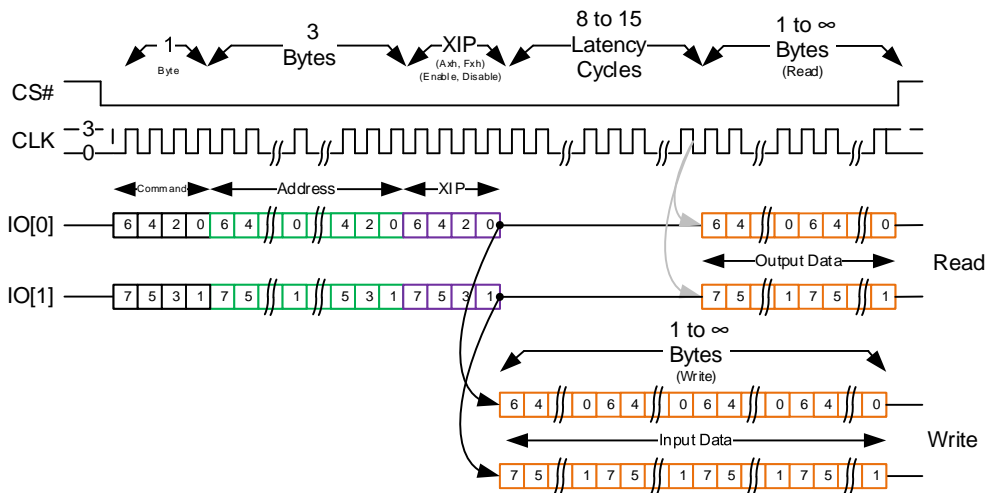 1
Byte
3
Bytes
XIP
(Axh, Fxh)
(Enable, Disable)
8 to 15
Latency
Cycles
1 to ∞
Bytes
(Read)
CS#
CLK 3
0
Command Address XIP
IO[0] 6 4 2 0 6 4 0 4 2 0 6 4 2 0 6 4 0 6 4 0
Output Data
Read
IO[1] 7 5 3 1 7 5 1 5 3 1 7 5 3 1 7 5 1 7 5 1
1 to ∞
Bytes
(Write)
6 4 0 6 4 0 6 4 0 6 4 0
Input Data
Write
7 5 1 7 5 1 7 5 1 7 5 1